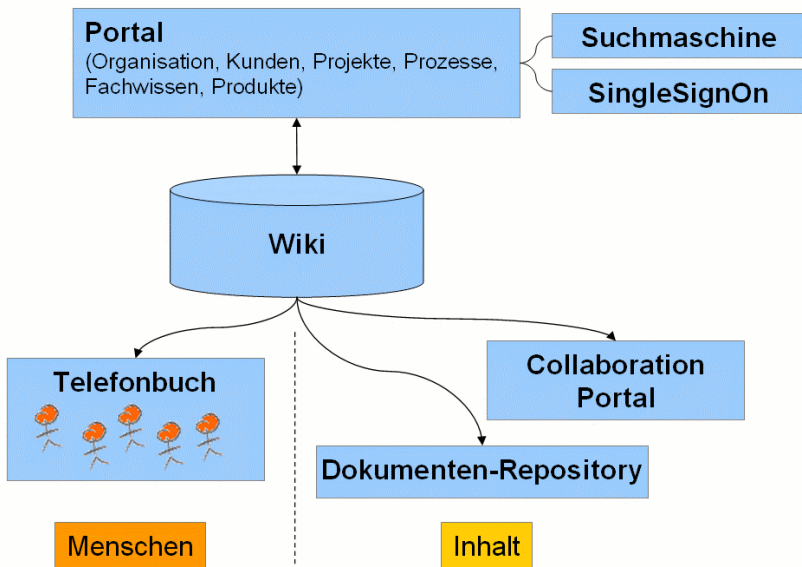 Portal
(Organisation, Kunden, Projekte, Prozesse,
Fachwissen, Produkte)
Suchmaschine
SingleSignOn
Wiki
Telefonbuch
Collaboration
Portal
Dokumenten-Repository
Menschen
Inhalt